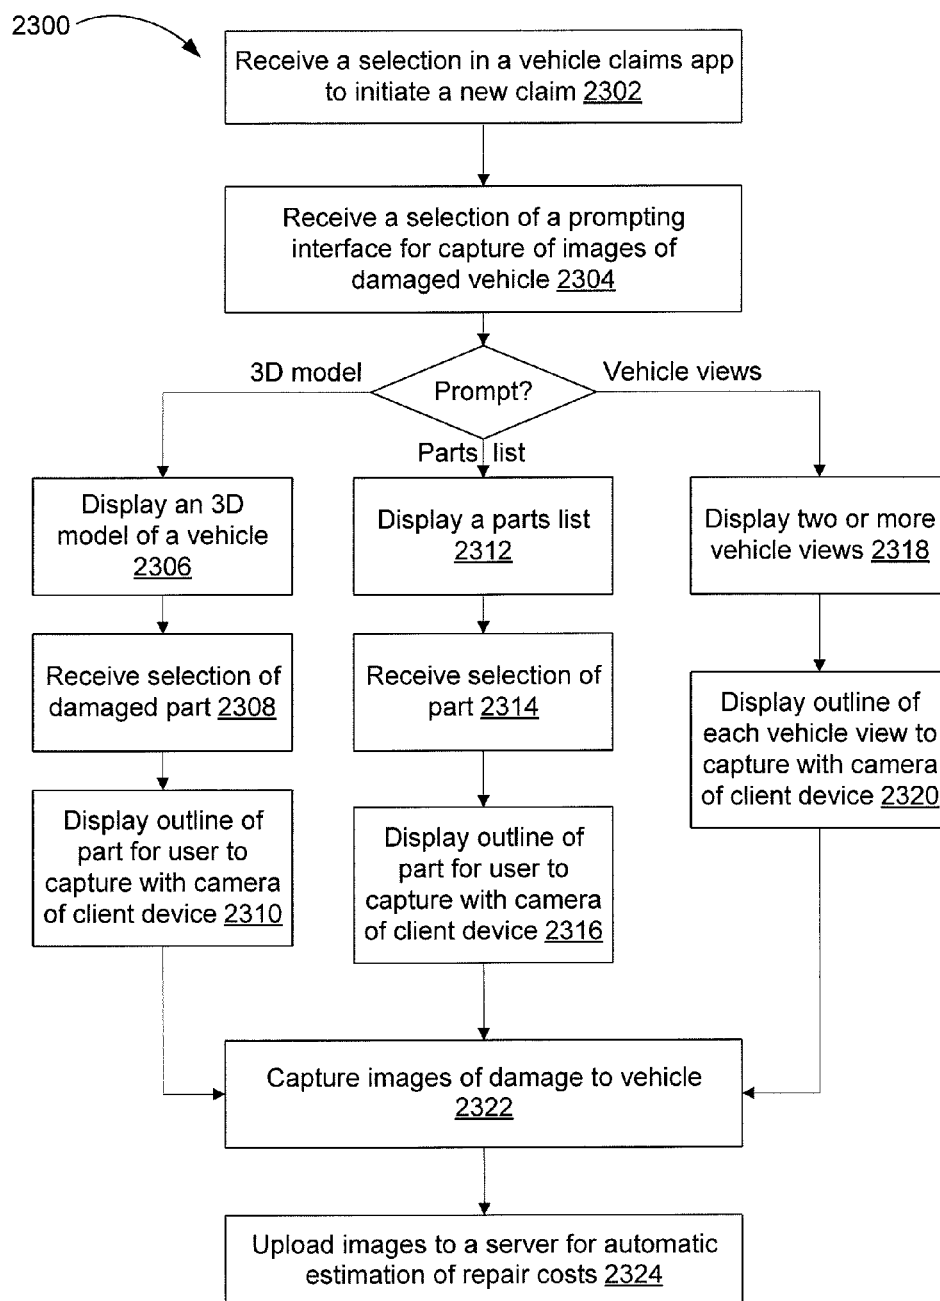 2300
Receive a selection in a vehicle claims app
to initiate a new claim 2302
Receive a selection of a prompting
interface for capture of images of
damaged vehicle 2304
3D model
Prompt?
Vehicle views
Parts list
Display an 3D
model of a vehicle
2306
Receive selection of
damaged part 2308
Display outline of
part for user to
capture with camera
of client device 2310
Display a parts list
2312
Receive selection of
part 2314
Display outline of
part for user to
capture with camera
of client device 2316
Display two or more
vehicle views 2318
Display outline of
each vehicle view to
capture with camera
of client device 2320
Capture images of damage to vehicle
2322
Upload images to a server for automatic
estimation of repair costs 2324